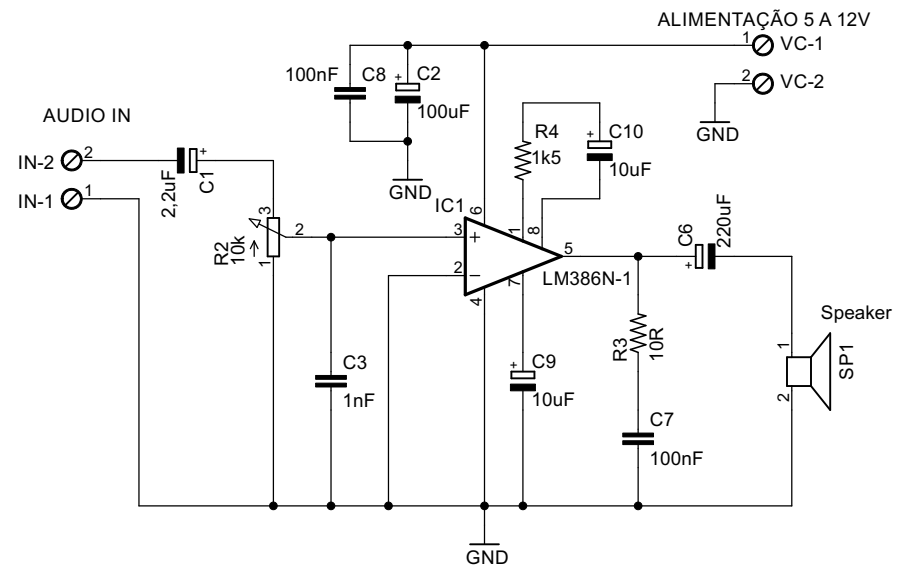 ALIMENTAÇÃO 5 A 12V
1 VC-1
2 VC-2
GND
100nF C8
+ C2
100uF
GND
AUDIO IN
IN-2 2
IN-1 1
2,2uF
C1 +
R4
1k5
+ C10
10uF
IC1
6
1
8
3 +
2 −
4
7
5
LM386N-1
3
2
1
R2
10k
C6
+
220uF
Speaker
1
2
SP1
R3
10R
C3
1nF
+ C9
10uF
C7
100nF
GND